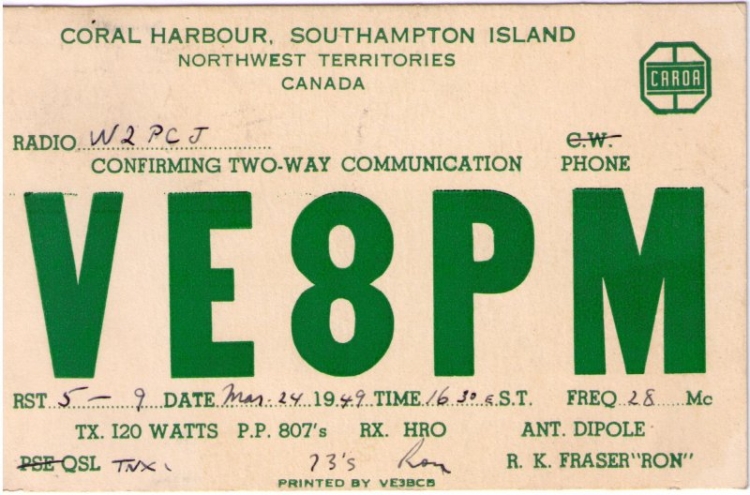 CORAL HARBOUR, SOUTHAMPTON ISLAND
NORTHWEST TERRITORIES
CANADA
CAROA
RADIO W2PCJ C.W.
CONFIRMING TWO-WAY COMMUNICATION PHONE
VE8PM
RST 5 - 9 DATE Mar. 24 1949 TIME 16 30 E.S.T. FREQ 28 Mc
TX. 120 WATTS P.P. 807's RX. HRO ANT. DIPOLE
PSE QSL TNX. 73's Ron R. K. FRASER "RON"
PRINTED BY VE3BCB